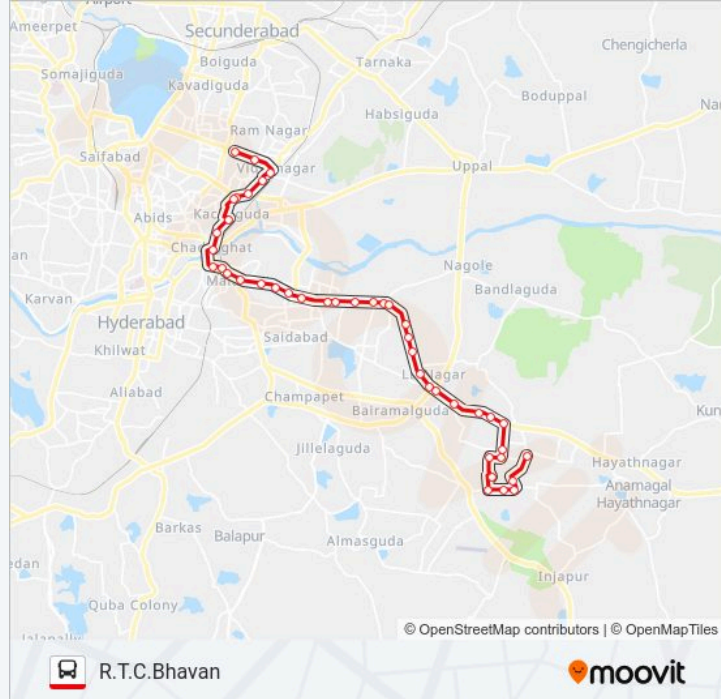 Airport
Ameerpet
Secunderabad
Boiguda
Tarnaka
Chengicherla
Somajiguda
Kavadiguda
Boduppal
Habsiguda
Ram Nagar
Saifabad
Uppal
Abids
Nagole
Bandlaguda
Karvan
Hyderabad
Saidabad
Khilwat
Aliabad
Champapet
Bairamalguda
Jillelaguda
Hayathnagar
Anamagal
Hayathnagar
Barkas
Balapur
Almasguda
Injapur
Quba Colony
Jalapally
© OpenStreetMap contributors | © OpenMapTiles
R.T.C.Bhavan
moovit